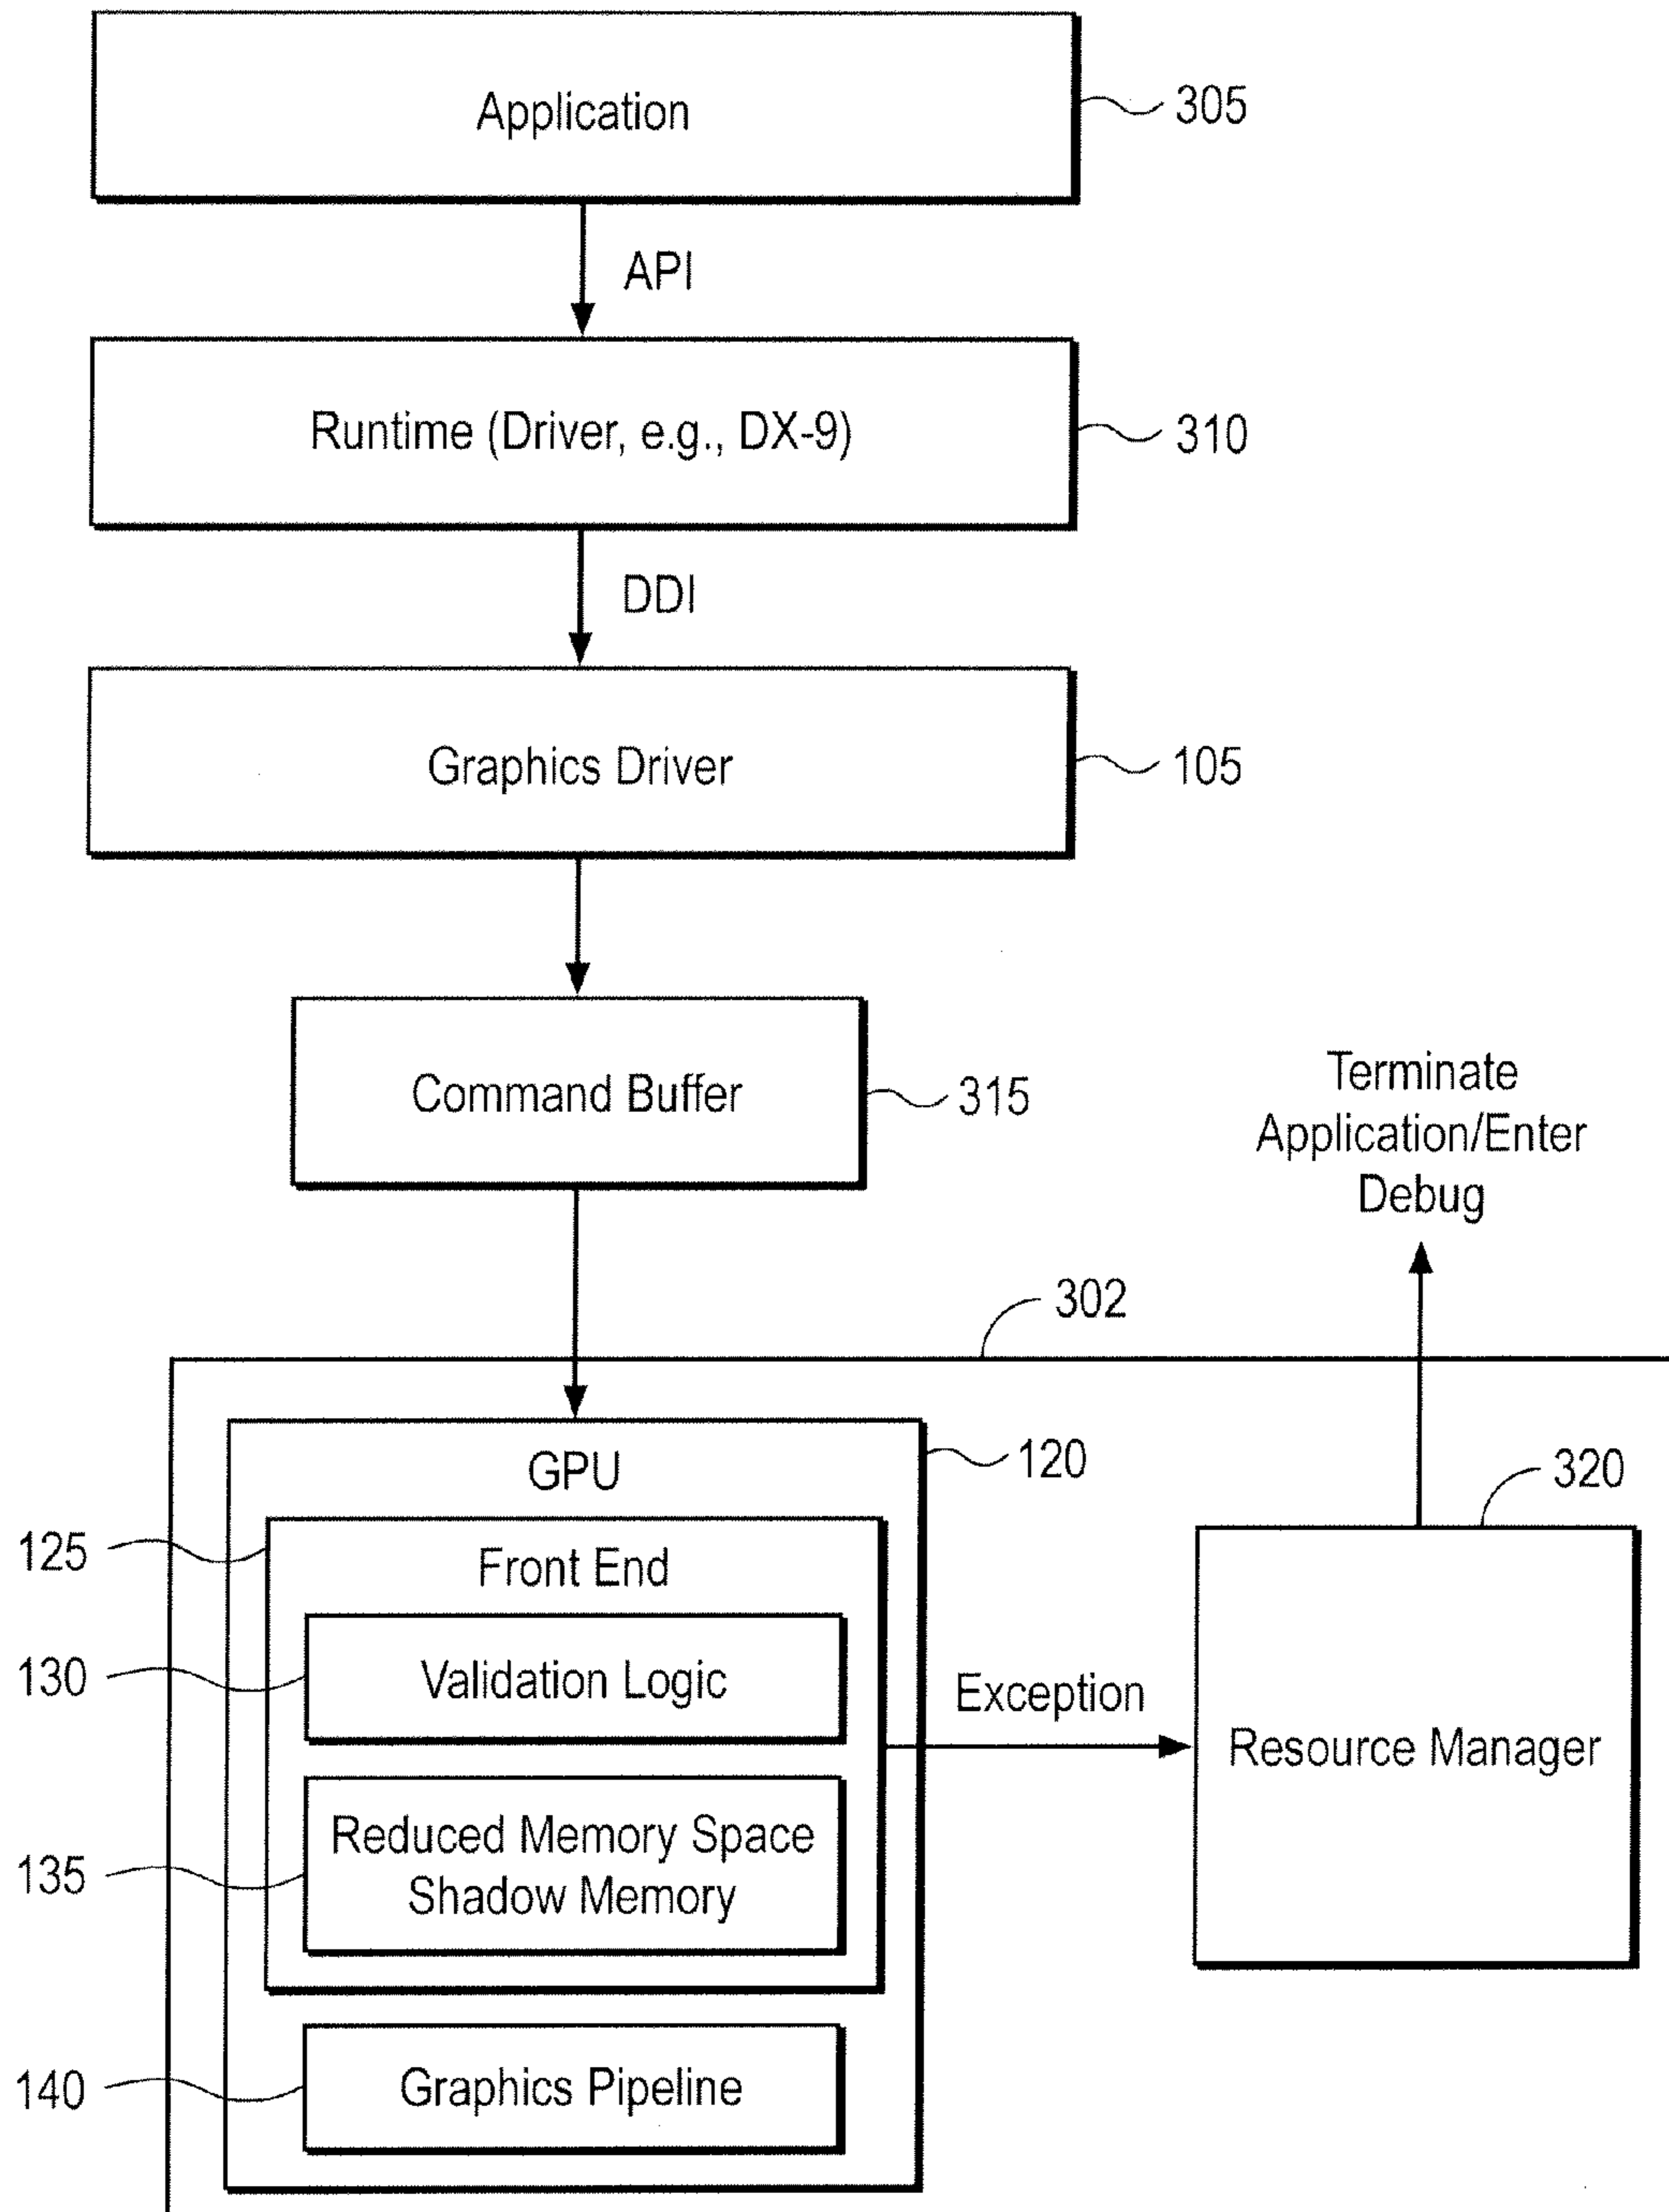 Application
305
API
Runtime (Driver, e.g., DX-9)
310
DDI
Graphics Driver
105
Command Buffer
315
Terminate
Application/Enter
Debug
302
GPU
120
320
125
Front End
130
Validation Logic
Exception
Resource Manager
135
Reduced Memory Space
Shadow Memory
140
Graphics Pipeline